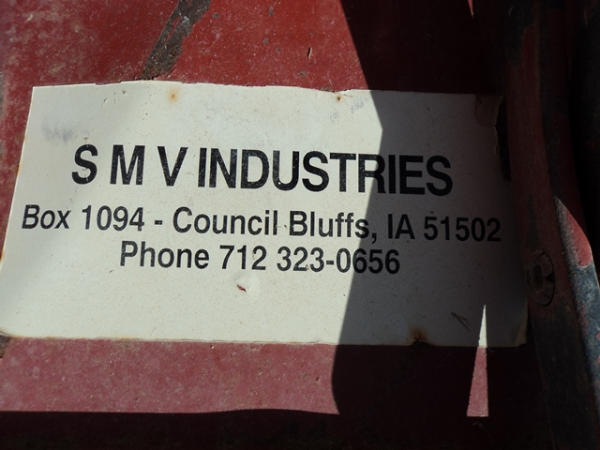 S M V INDUSTRIES
Box 1094 - Council Bluffs, IA 51502
Phone 712 323-0656